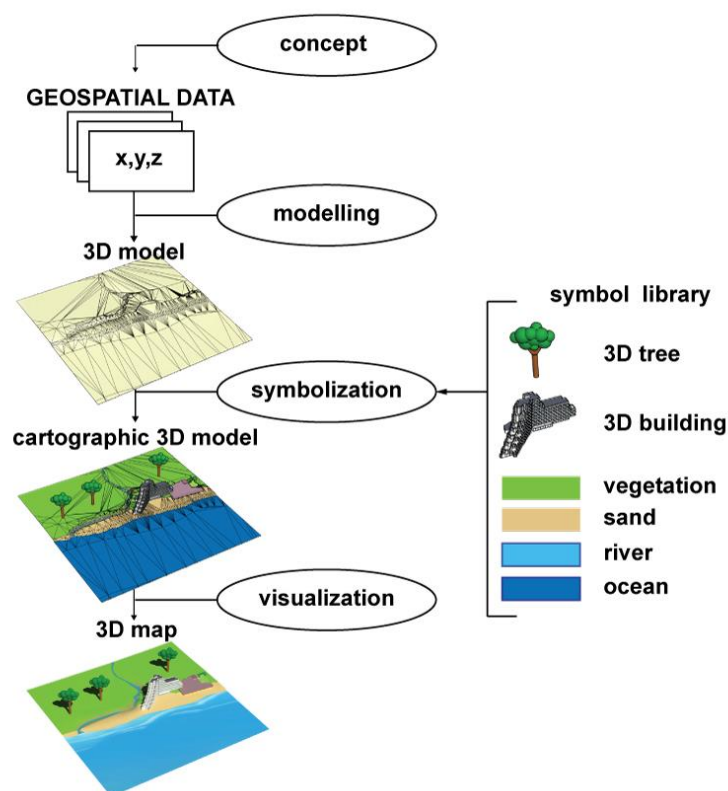 concept
GEOSPATIAL DATA
x,y,z
modelling
3D model
symbol library
3D tree
symbolization
3D building
cartographic 3D model
vegetation
sand
river
ocean
visualization
3D map